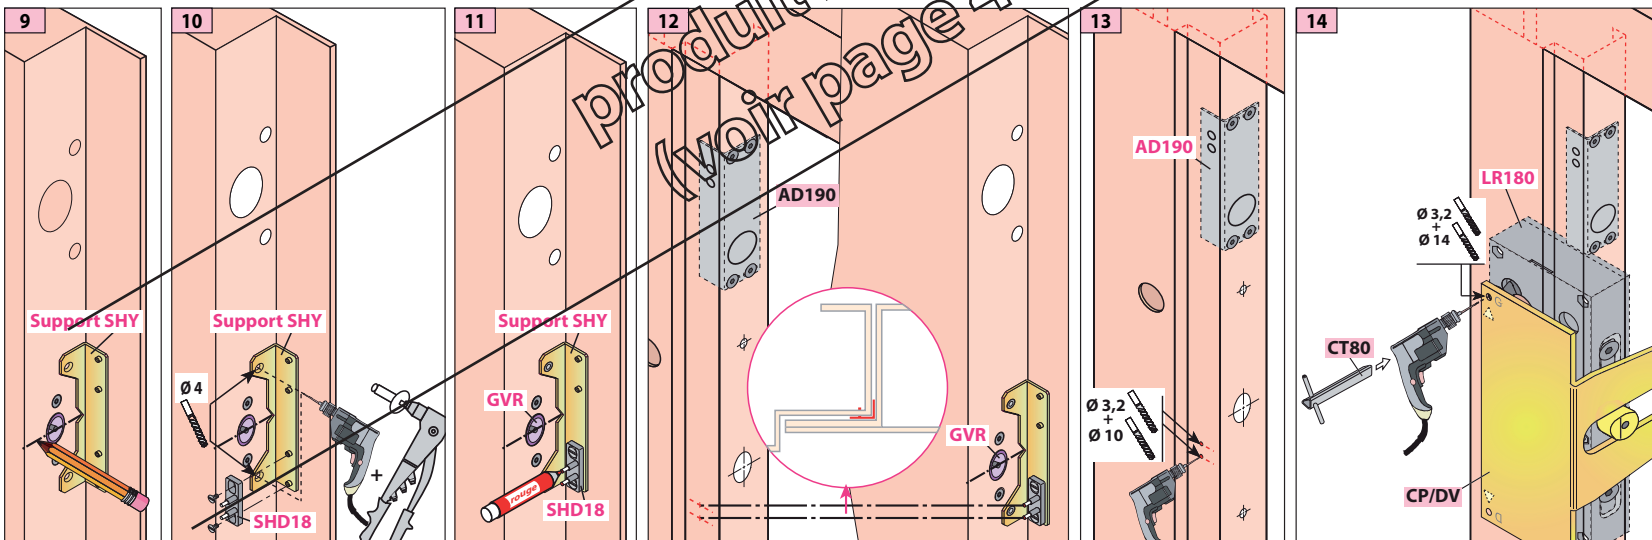 9
Support SHY
10
Support SHY
Ø 4
+
SHD18
11
Support SHY
GVR
rouge
SHD18
12
produit
(voir page 4
AD190
GVR
13
AD190
Ø 3,2
+
Ø 10
14
LR180
Ø 3,2
+
Ø 14
CT80
CP/DV
G
D